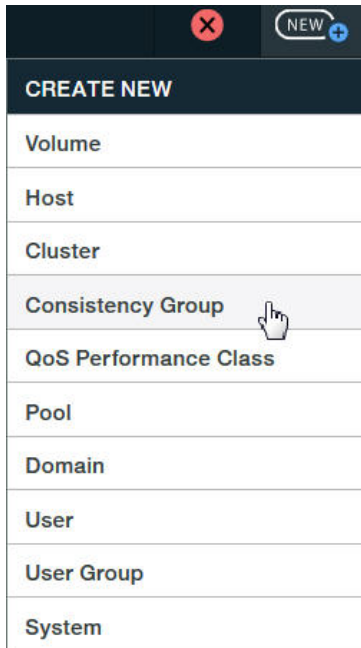 NEW
CREATE NEW
Volume
Host
Cluster
Consistency Group
QoS Performance Class
Pool
Domain
User
User Group
System